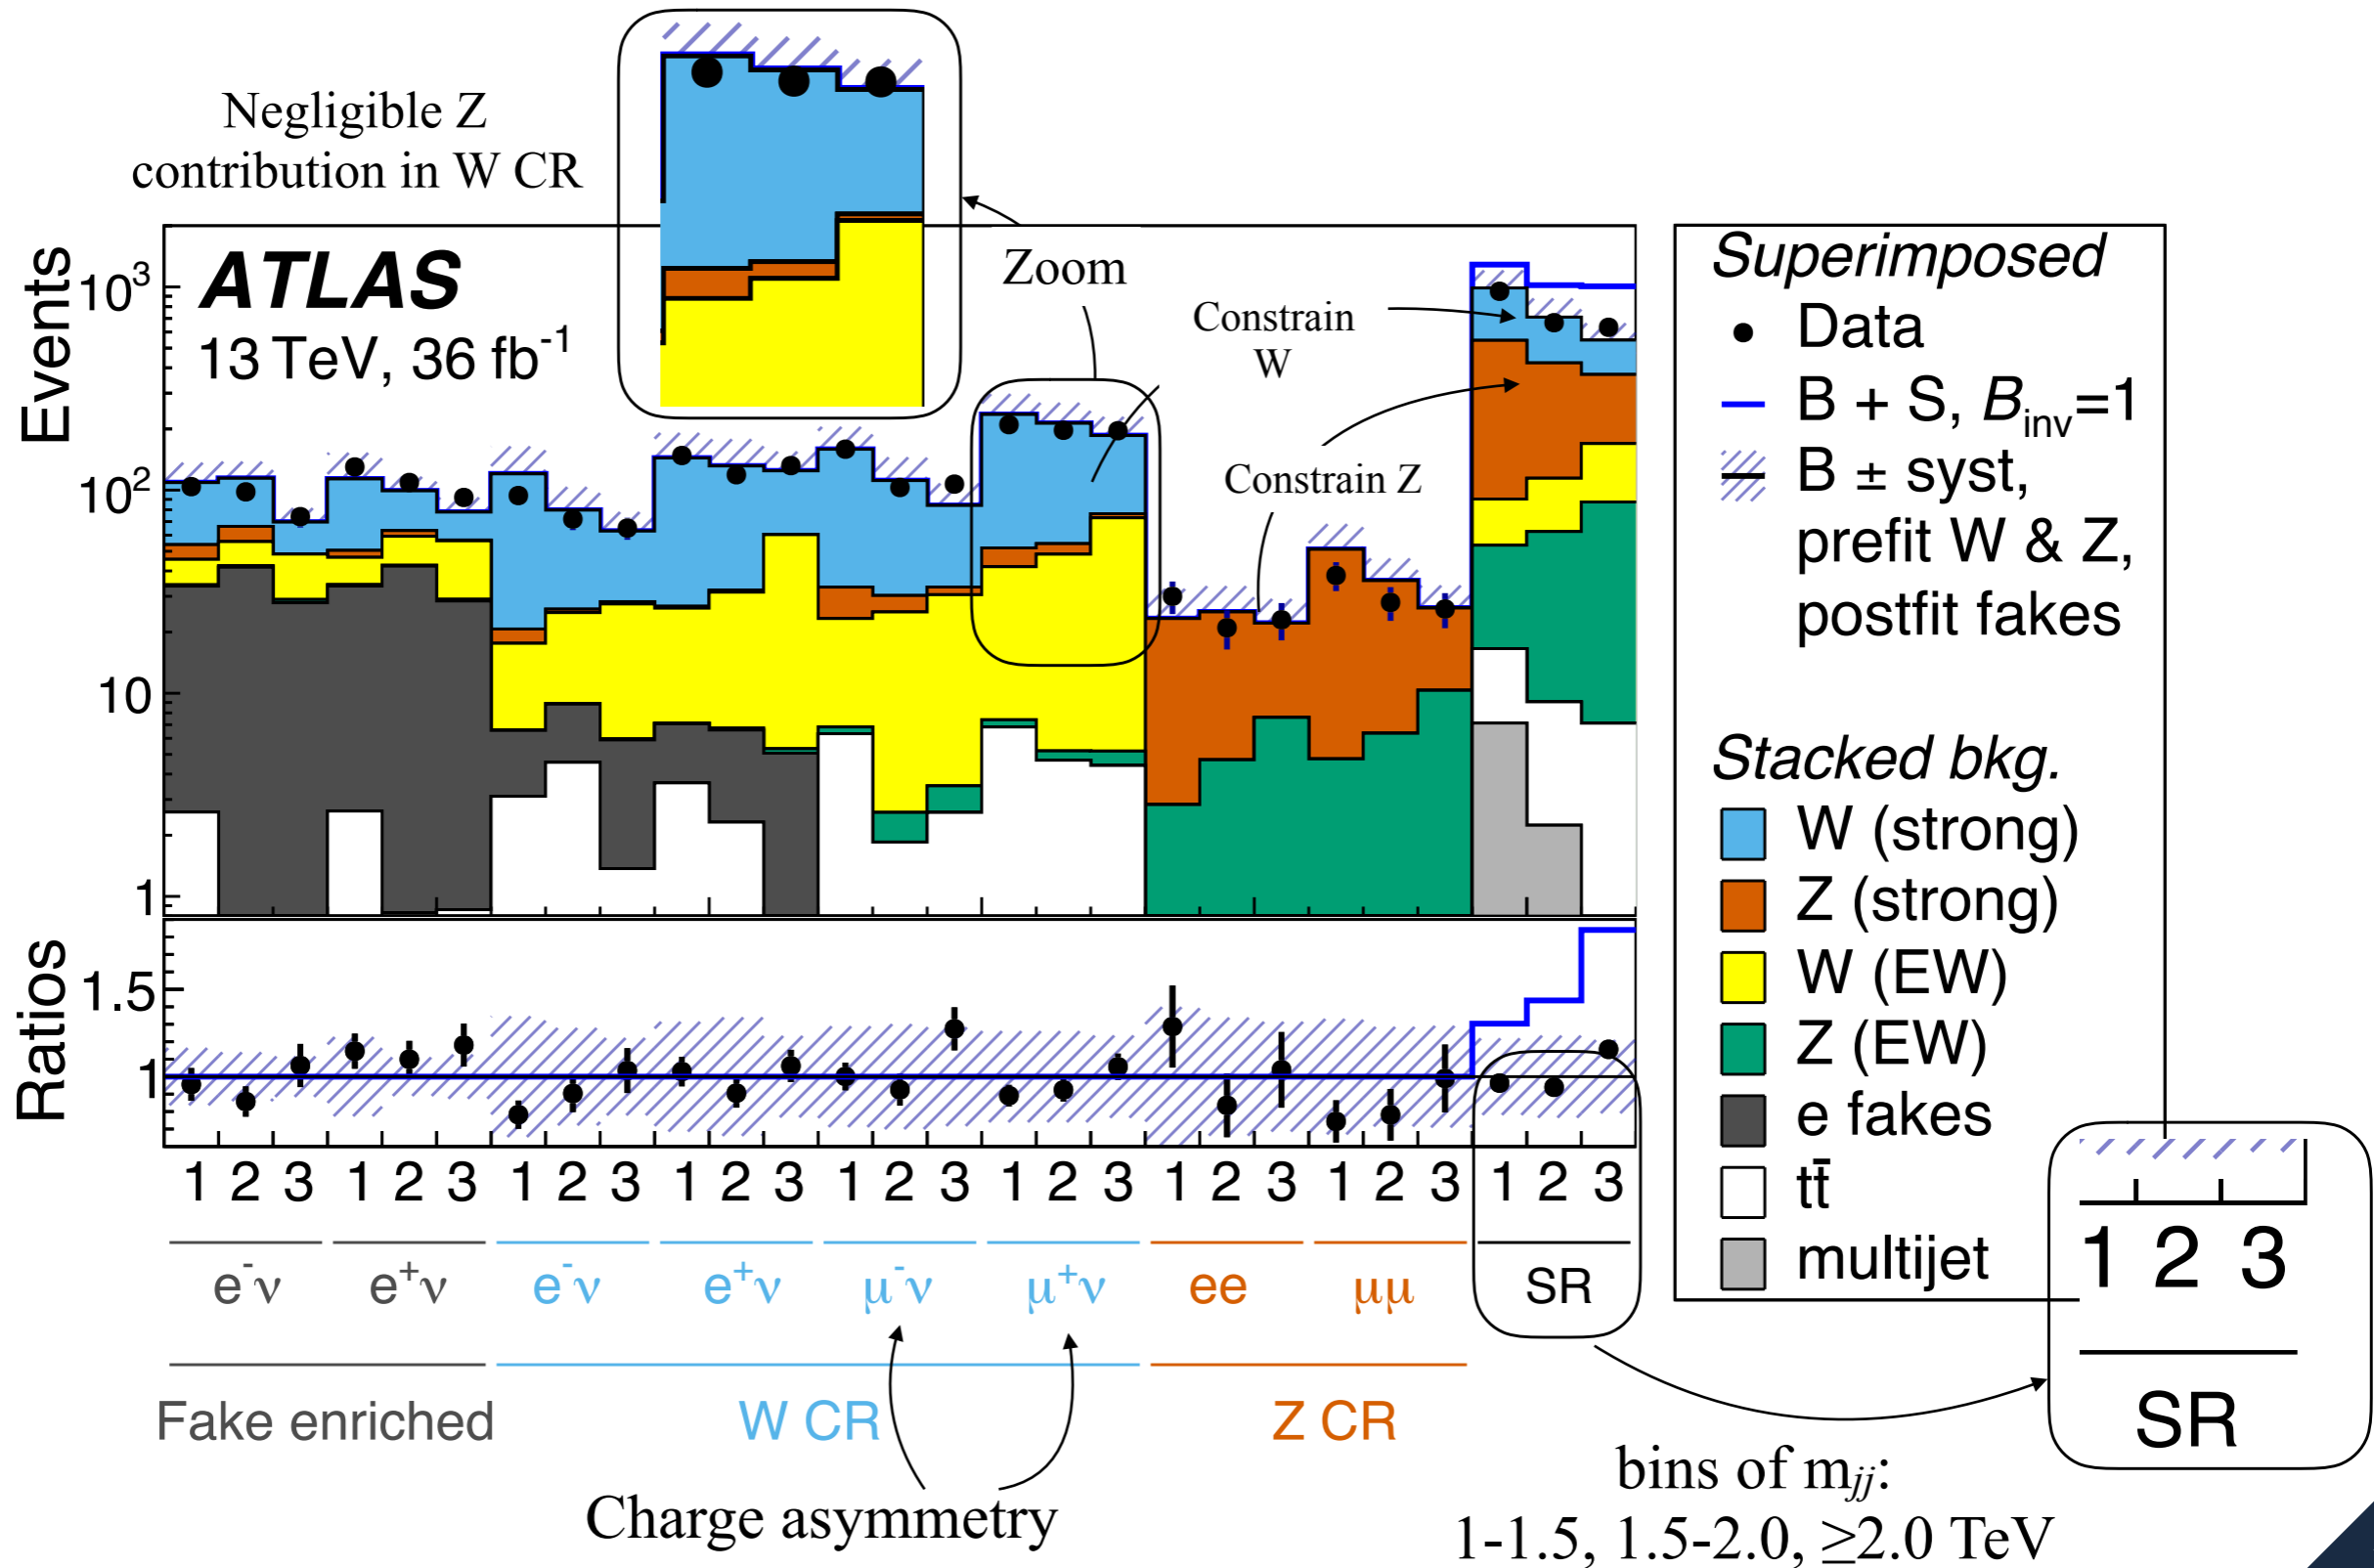 Negligible Z
contribution in W CR
Zoom
Constrain
W
Constrain Z
ATLAS
13 TeV, 36 fb⁻¹
Events
10³
10²
10
1
Ratios
1.5
1
1 2 3 1 2 3 1 2 3 1 2 3 1 2 3 1 2 3 1 2 3 1 2 3 1 2 3
e⁻ν e⁺ν e⁻ν e⁺ν μ⁻ν μ⁺ν ee μμ SR
Fake enriched W CR Z CR
Charge asymmetry
Superimposed
Data
B + S, B_inv=1
B ± syst,
prefit W & Z,
postfit fakes
Stacked bkg.
W (strong)
Z (strong)
W (EW)
Z (EW)
e fakes
tt̄
multijet
1 2 3
SR
bins of m_jj:
1-1.5, 1.5-2.0, ≥2.0 TeV